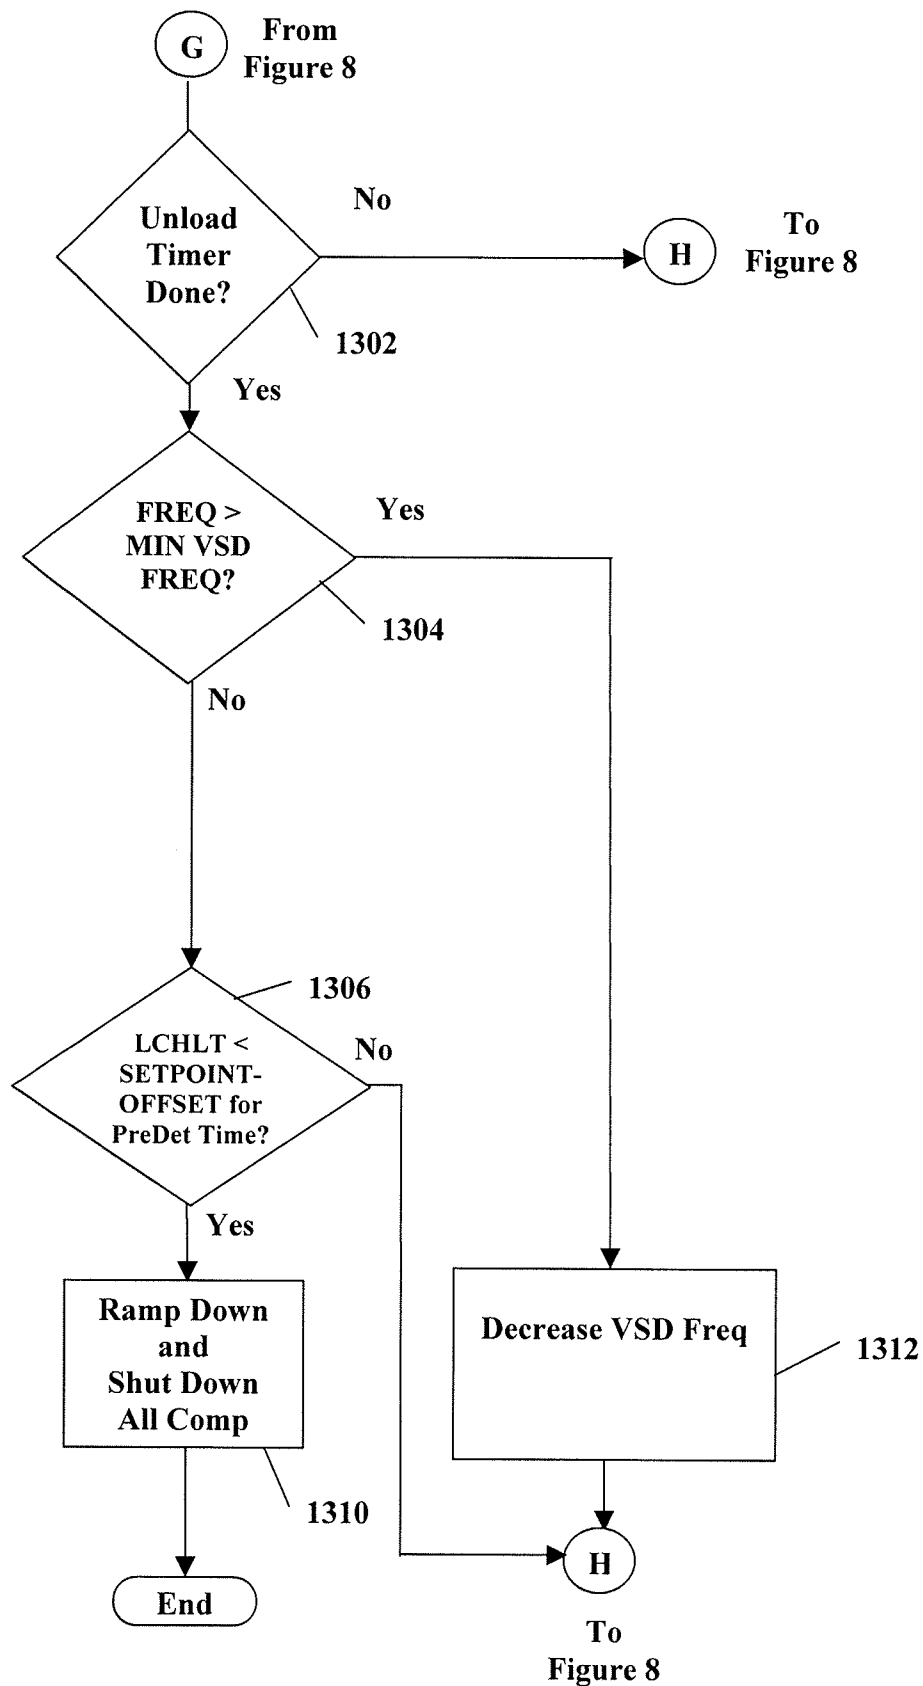 G
From
Figure 8
Unload
Timer
Done?
No
H
To
Figure 8
1302
Yes
FREQ >
MIN VSD
FREQ?
Yes
1304
No
1306
LCHLT <
SETPOINT-
OFFSET for
PreDet Time?
No
Yes
Ramp Down
and
Shut Down
All Comp
1310
Decrease VSD Freq
1312
End
H
To
Figure 8